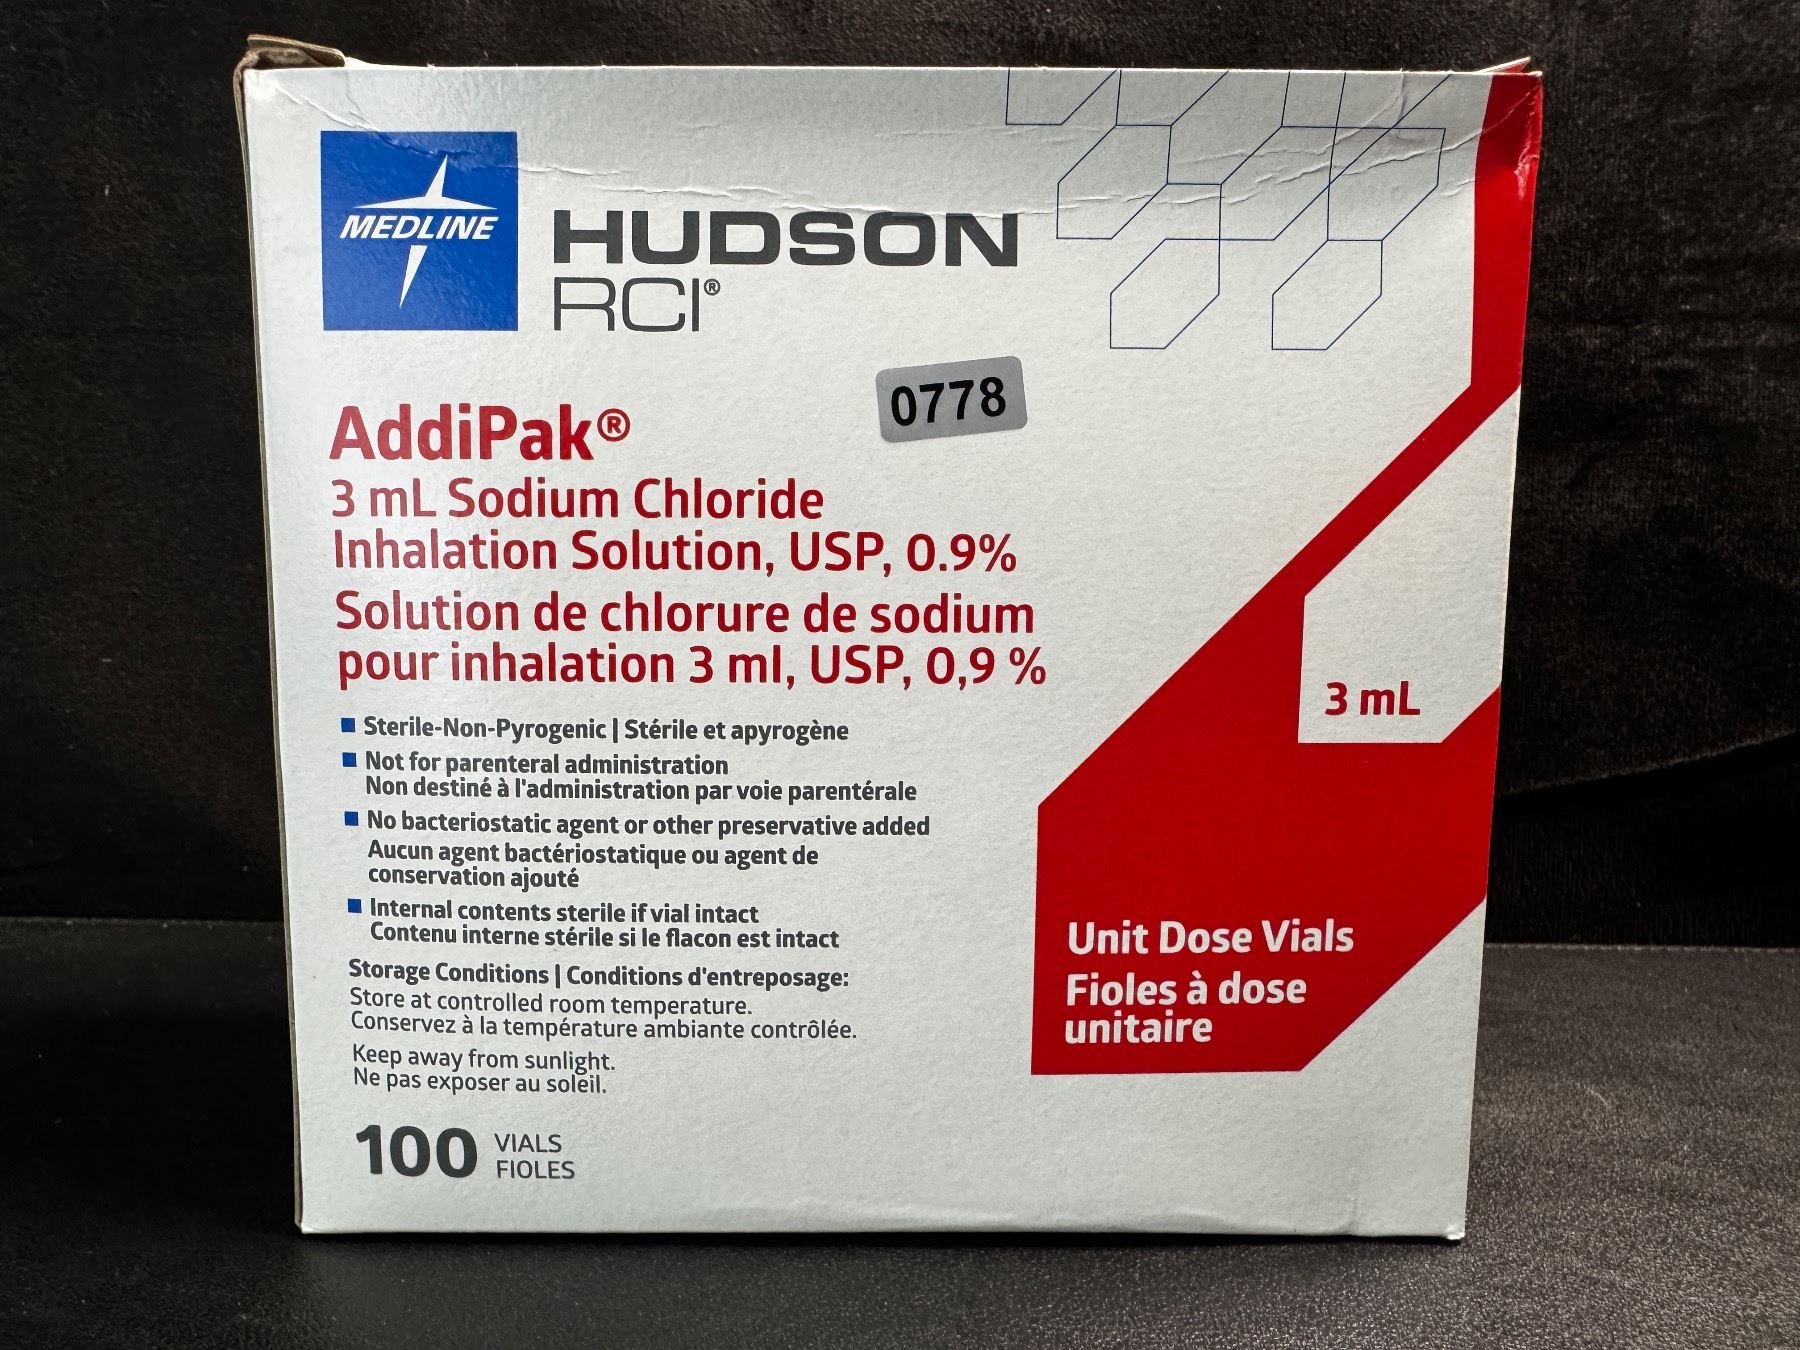 MEDLINE
HUDSON
RCI®
0778
AddiPak®
3 mL Sodium Chloride
Inhalation Solution, USP, 0.9%
Solution de chlorure de sodium
pour inhalation 3 ml, USP, 0,9 %
Sterile-Non-Pyrogenic | Stérile et apyrogène
Not for parenteral administration
Non destiné à l'administration par voie parentérale
No bacteriostatic agent or other preservative added
Aucun agent bactériostatique ou agent de
conservation ajouté
Internal contents sterile if vial intact
Contenu interne stérile si le flacon est intact
Storage Conditions | Conditions d'entreposage:
Store at controlled room temperature.
Conservez à la température ambiante contrôlée.
Keep away from sunlight.
Ne pas exposer au soleil.
100 VIALS
FIOLES
3 mL
Unit Dose Vials
Fioles à dose
unitaire